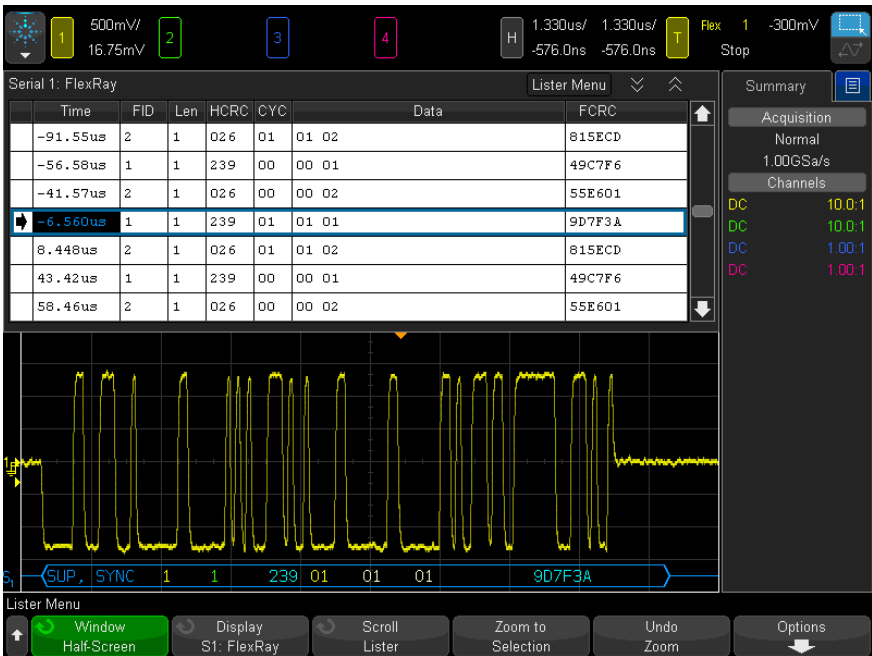 1 500mV/ 16.75mV 2 3 4 H 1.330us/ 1.330us/ -576.0ns -576.0ns T Flex 1 -300mV Stop
Serial 1: FlexRay Lister Menu
Time FID Len HCRC CYC Data FCRC
-91.55us 2 1 026 01 01 02 815ECD
-56.58us 1 1 239 00 00 01 49C7F6
-41.57us 2 1 026 00 00 02 55E601
-6.560us 1 1 239 01 01 01 9D7F3A
8.448us 2 1 026 01 01 02 815ECD
43.42us 1 1 239 00 00 01 49C7F6
58.46us 2 1 026 00 00 02 55E601
Summary
Acquisition
Normal
1.00GSa/s
Channels
DC 10.0:1
DC 10.0:1
DC 1.00:1
DC 1.00:1
1
S1 SUP, SYNC 1 1 239 01 01 01 9D7F3A
Lister Menu
Window Half-Screen
Display S1: FlexRay
Scroll Lister
Zoom to Selection
Undo Zoom
Options